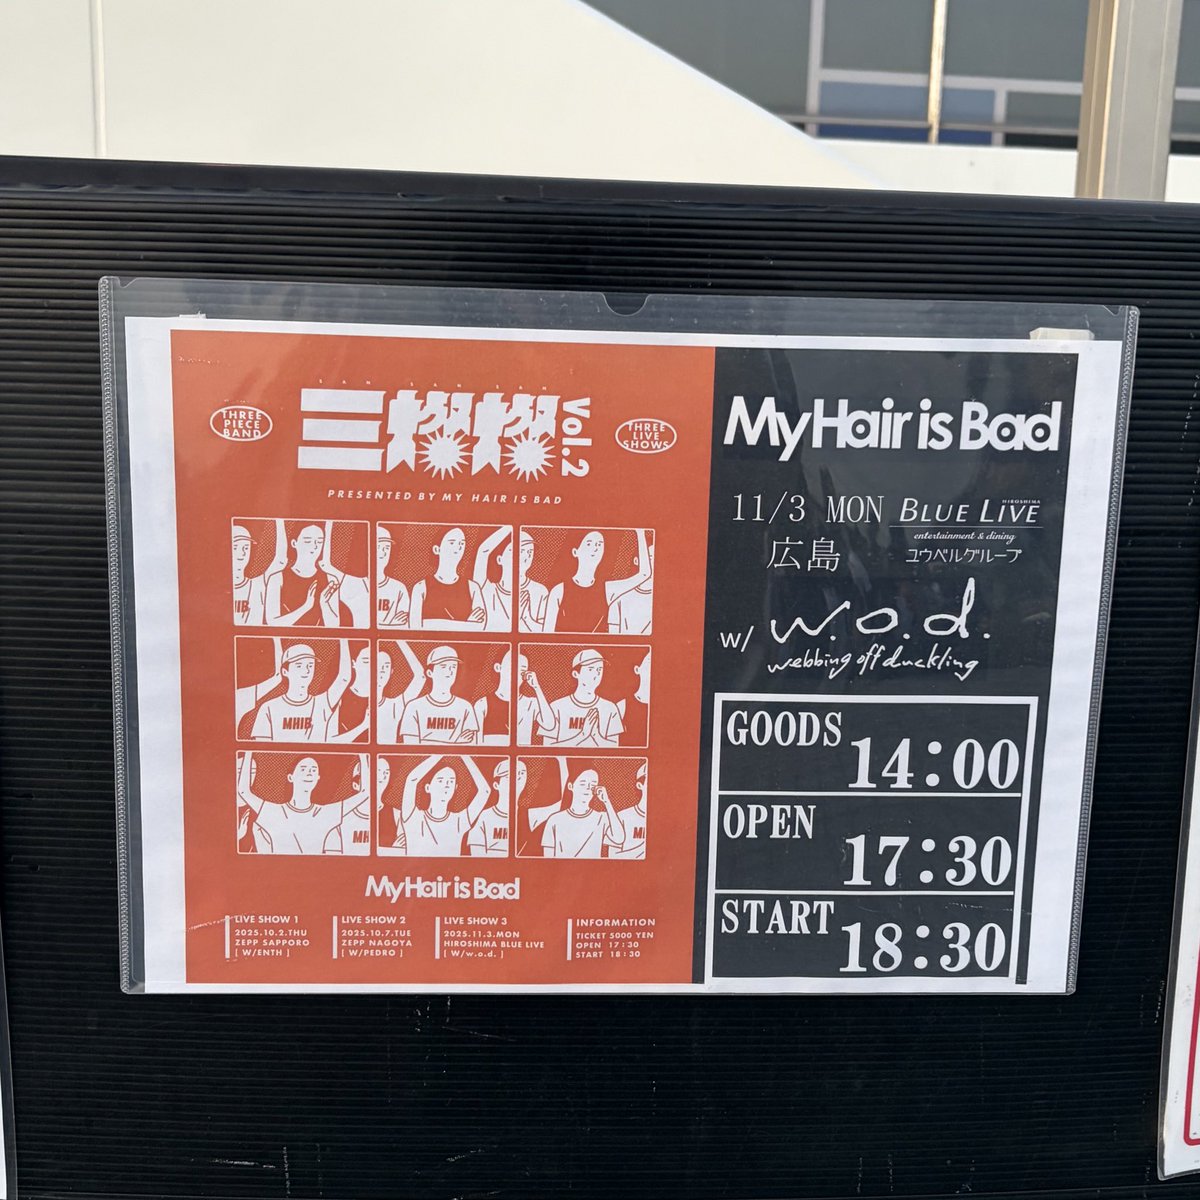 SAN SAN SAN
三燦燦
Vol.2
THREE
PIECE
BAND
THREE
LIVE
SHOWS
PRESENTED BY MY HAIR IS BAD
MHIB
MHIB
MHIB
My Hair is Bad
LIVE SHOW 1
2025.10.2.THU
ZEPP SAPPORO
[ W/ENTH ]
LIVE SHOW 2
2025.10.7.TUE
ZEPP NAGOYA
[ W/PEDRO ]
LIVE SHOW 3
2025.11.3.MON
HIROSHIMA BLUE LIVE
[ W/w.o.d. ]
INFORMATION
TICKET 5000 YEN
OPEN 17:30
START 18:30
My Hair is Bad
11/3 MON
広島
HIROSHIMA
BLUE LIVE
entertainment & dining
ユウベルグループ
w/ w.o.d.
webbing off duckling
GOODS 14:00
OPEN 17:30
START 18:30